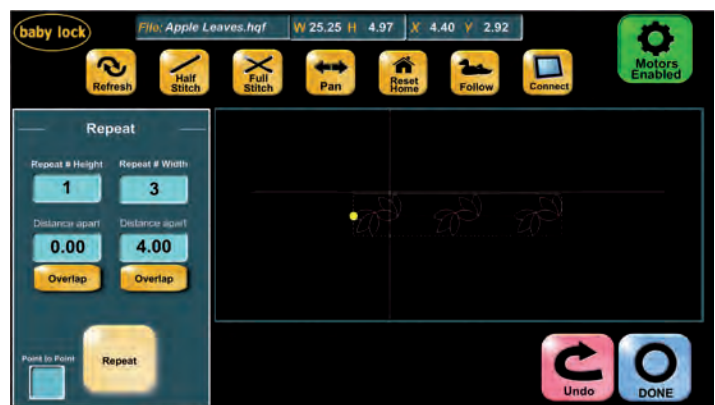 baby lock
File: Apple Leaves.hqf W 25.25 H 4.97 X 4.40 Y 2.92
Refresh
Half
Stitch
Full
Stitch
Pan
Reset
Home
Follow
Connect
Motors
Enabled
Repeat
Repeat # Height Repeat # Width
1 3
Distance apart Distance apart
0.00 4.00
Overlap Overlap
Point to Point
Repeat
Undo
DONE